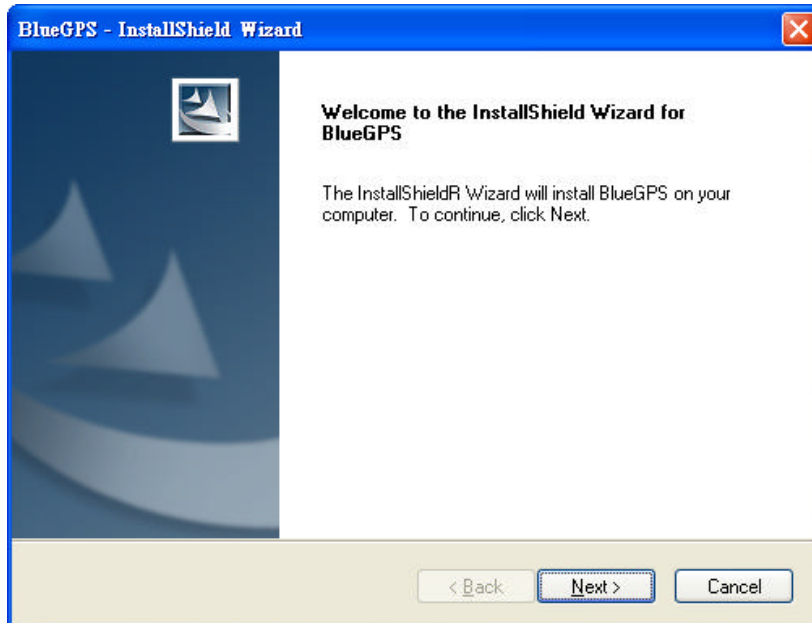 BlueGPS - InstallShield Wizard
Welcome to the InstallShield Wizard for
BlueGPS
The InstallShieldR Wizard will install BlueGPS on your
computer. To continue, click Next.
< Back
Next >
Cancel